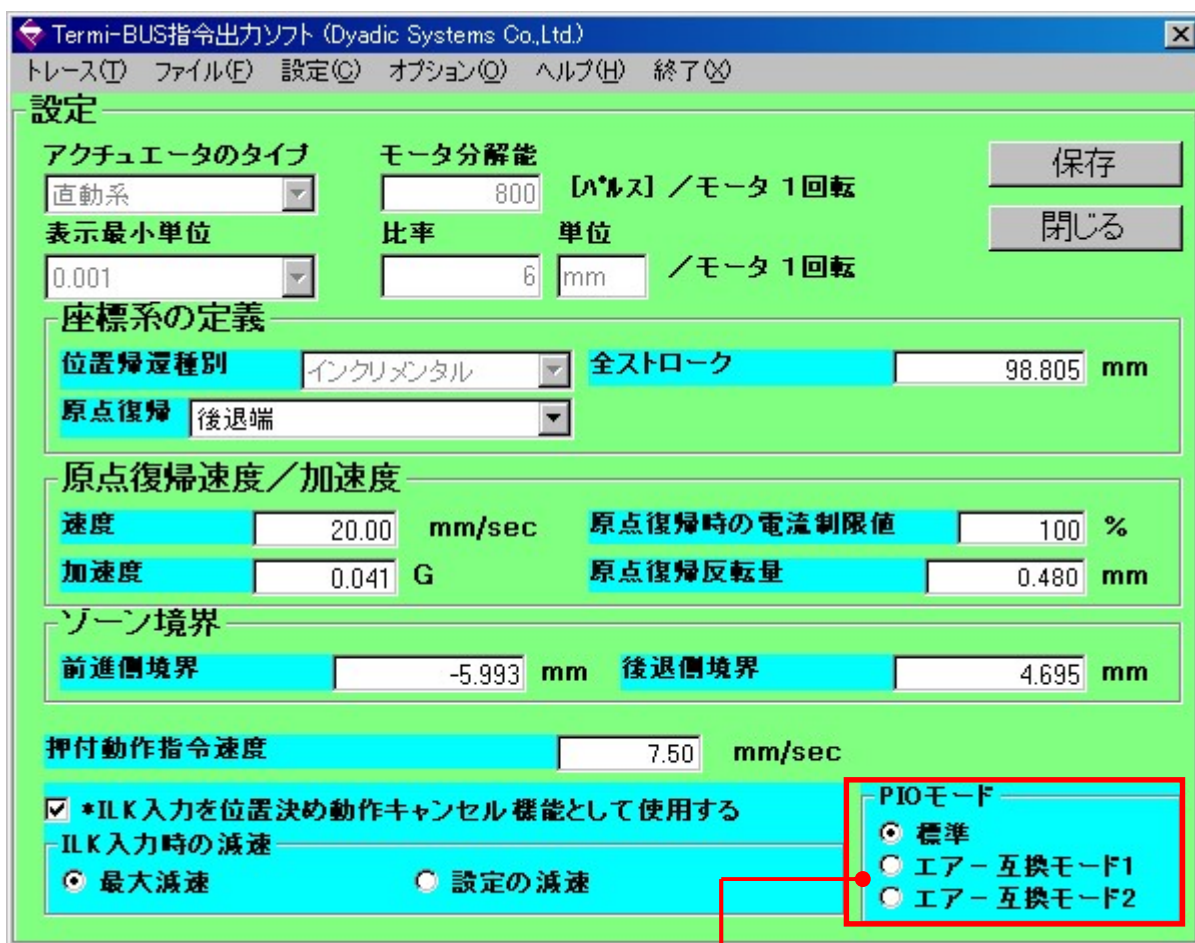 Termi-BUS指令出力ソフト (Dyadic Systems Co.,Ltd.)
トレース(T) ファイル(F) 設定(C) オプション(O) ヘルプ(H) 終了(X)
設定
アクチュエータのタイプ モータ分解能
直動系 800 [パルス] /モータ 1回転 保存
表示最小単位 比率 単位 閉じる
0.001 6 mm /モータ 1回転
座標系の定義
位置帰還種別 インクリメンタル 全ストローク 98.805 mm
原点復帰 後退端
原点復帰速度/加速度
速度 20.00 mm/sec 原点復帰時の電流制限値 100 %
加速度 0.041 G 原点復帰反転量 0.480 mm
ゾーン境界
前進側境界 -5.993 mm 後退側境界 4.695 mm
押付動作指令速度 7.50 mm/sec
*ILK入力を位置決め動作キャンセル機能として使用する
ILK入力時の減速
最大減速 設定の減速
PIOモード
標準
エアー互換モード1
エアー互換モード2